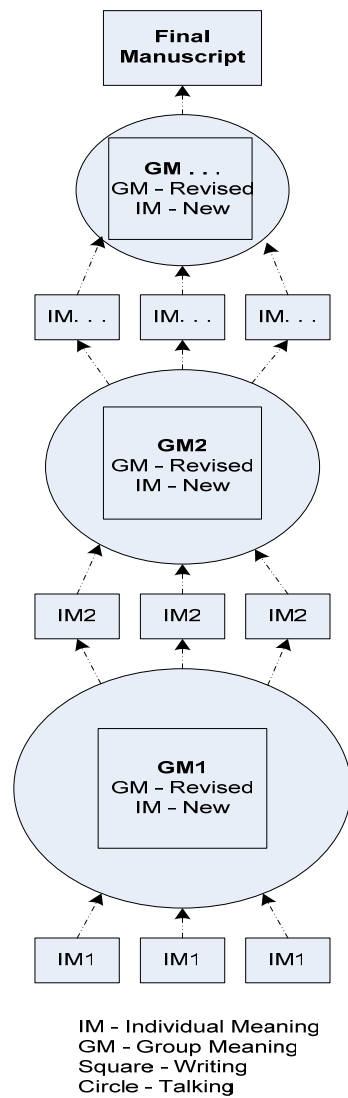 Final
Manuscript
GM . . .
GM - Revised
IM - New
IM. . .
IM. . .
IM. . .
GM2
GM - Revised
IM - New
IM2
IM2
IM2
GM1
GM - Revised
IM - New
IM1
IM1
IM1
IM - Individual Meaning
GM - Group Meaning
Square - Writing
Circle - Talking